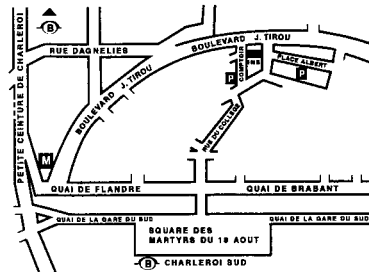 B
RUE DAGNELIES
BOULEVARD J. TIROU
BOULEVARD J. TIROU
PETITE CEINTURE DE CHARLEROI
COMPTOIR
SNS
PLACE ALBERT
P
P
RUE DU COLLEGE
M
QUAI DE FLANDRE
QUAI DE BRABANT
QUAI DE LA GARE DU SUD
QUAI DE LA GARE DU SUD
SQUARE DES
MARTYRS DU 18 AOUT
B CHARLEROI SUD